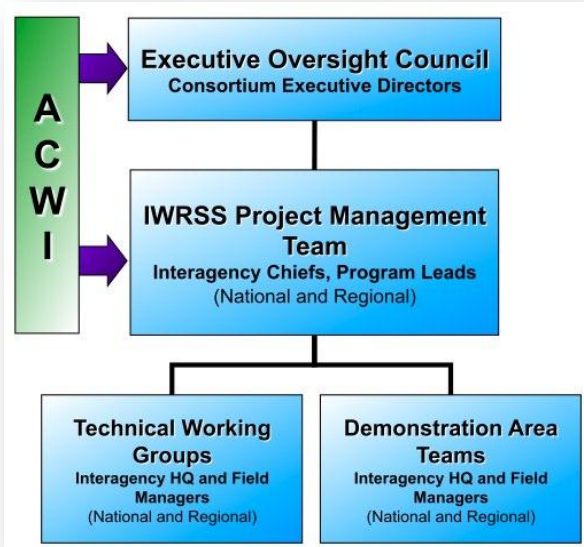 A
C
W
I
Executive Oversight Council
Consortium Executive Directors
IWRSS Project Management
Team
Interagency Chiefs, Program Leads
(National and Regional)
Technical Working
Groups
Interagency HQ and Field
Managers
(National and Regional)
Demonstration Area
Teams
Interagency HQ and Field
Managers
(National and Regional)